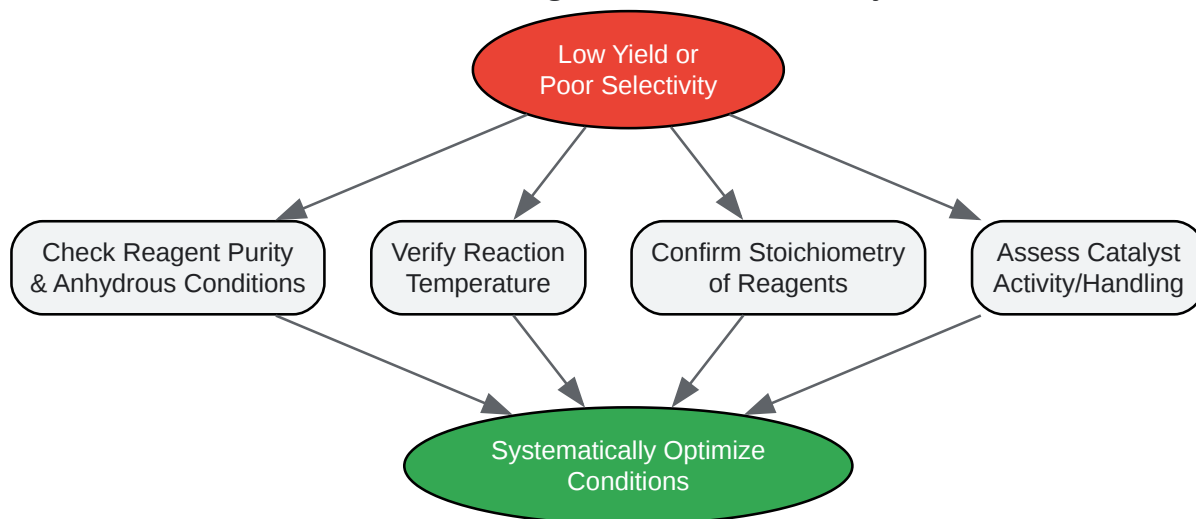 Low Yield or
Poor Selectivity
Check Reagent Purity
& Anhydrous Conditions
Verify Reaction
Temperature
Confirm Stoichiometry
of Reagents
Assess Catalyst
Activity/Handling
Systematically Optimize
Conditions